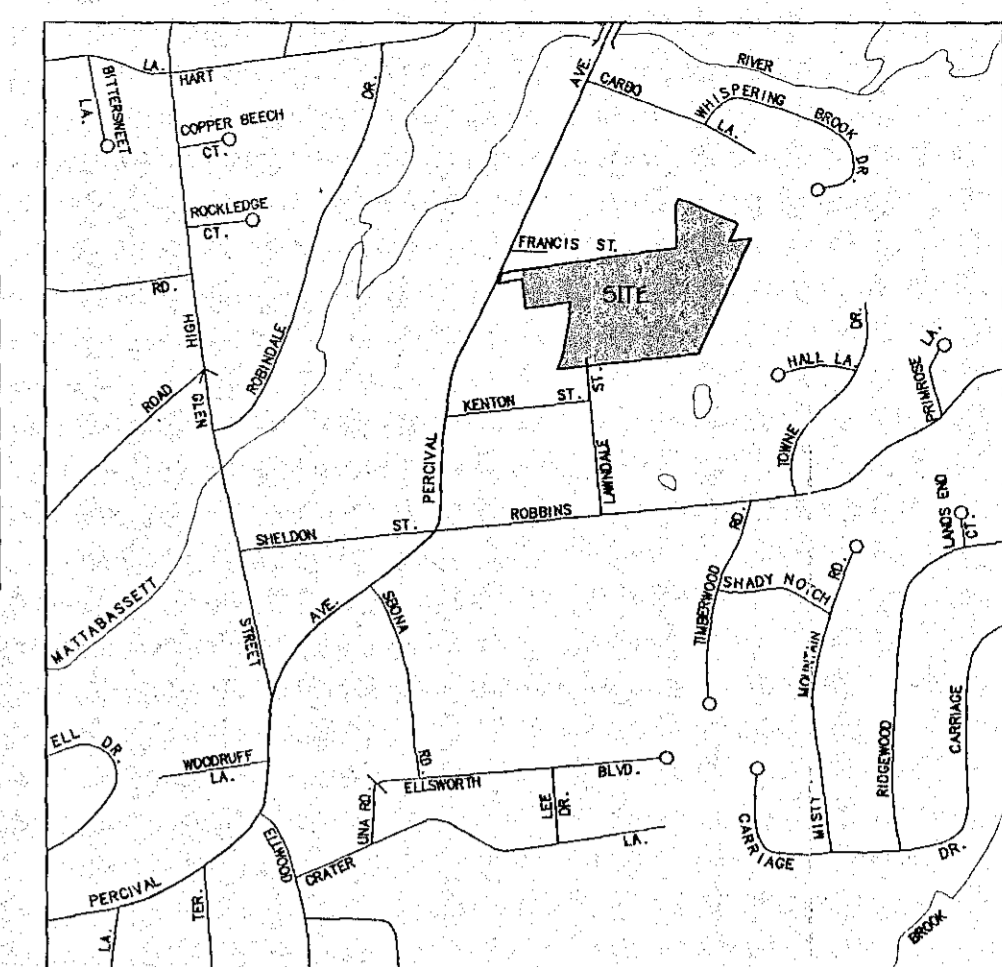 LA.
HART
BITTERSWEET
LA.
COPPER BEECH
CT.
ROCKLEDGE
CT.
DR.
RD.
HIGH
ROBINDALE
ROAD
GLEN
AVE.
CARBO
LA.
RIVER
WHISPERING
BROOK
DR.
FRANCIS ST.
SITE
HALL LA.
DR.
PRIMROSE LA.
KENTON ST.
ST.
LAWNDALE
PERCIVAL
TOWNE
ROBBINS
SHELDON ST.
LANDS END
CT.
MATTABASSETT
STREET
AVE.
SBONA
RD.
TIMBERWOOD
RD.
SHADY NOTCH
RD.
MOUNTAIN
MISTY
RIDGEWOOD
CARRIAGE
ELL DR.
WOODRUFF
LA.
ELLSWORTH
BLVD.
UNA RD.
LEE
DR.
LA.
CRATER
ELLWOOD
CARRIAGE
DR.
PERCIVAL
LA.
TER.
BROOK